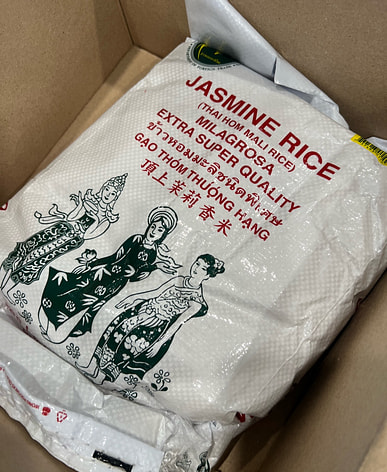 JASMINE RICE
(THAI HOM MALI RICE)
MILAGROSA
EXTRA SUPER QUALITY
ข้าวหอมมะลิชนิดพิเศษ
GẠO THƠM THƯỢNG HẠNG
頂上茉莉香米